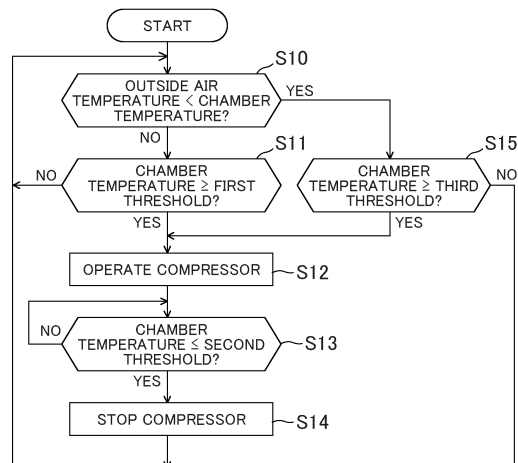 START
S10
OUTSIDE AIR
TEMPERATURE < CHAMBER
TEMPERATURE?
YES
NO
S11
CHAMBER
TEMPERATURE ≥ FIRST
THRESHOLD?
NO
YES
S15
CHAMBER
TEMPERATURE ≥ THIRD
THRESHOLD?
NO
YES
OPERATE COMPRESSOR
S12
CHAMBER
TEMPERATURE ≤ SECOND
THRESHOLD?
S13
NO
YES
STOP COMPRESSOR
S14